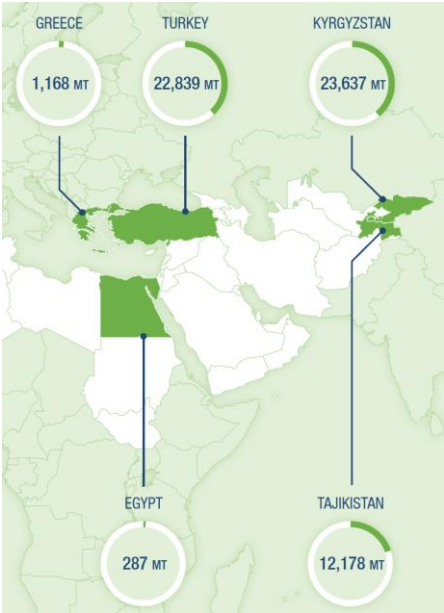 GREECE
1,168 MT
TURKEY
22,839 MT
KYRGYZSTAN
23,637 MT
EGYPT
287 MT
TAJIKISTAN
12,178 MT